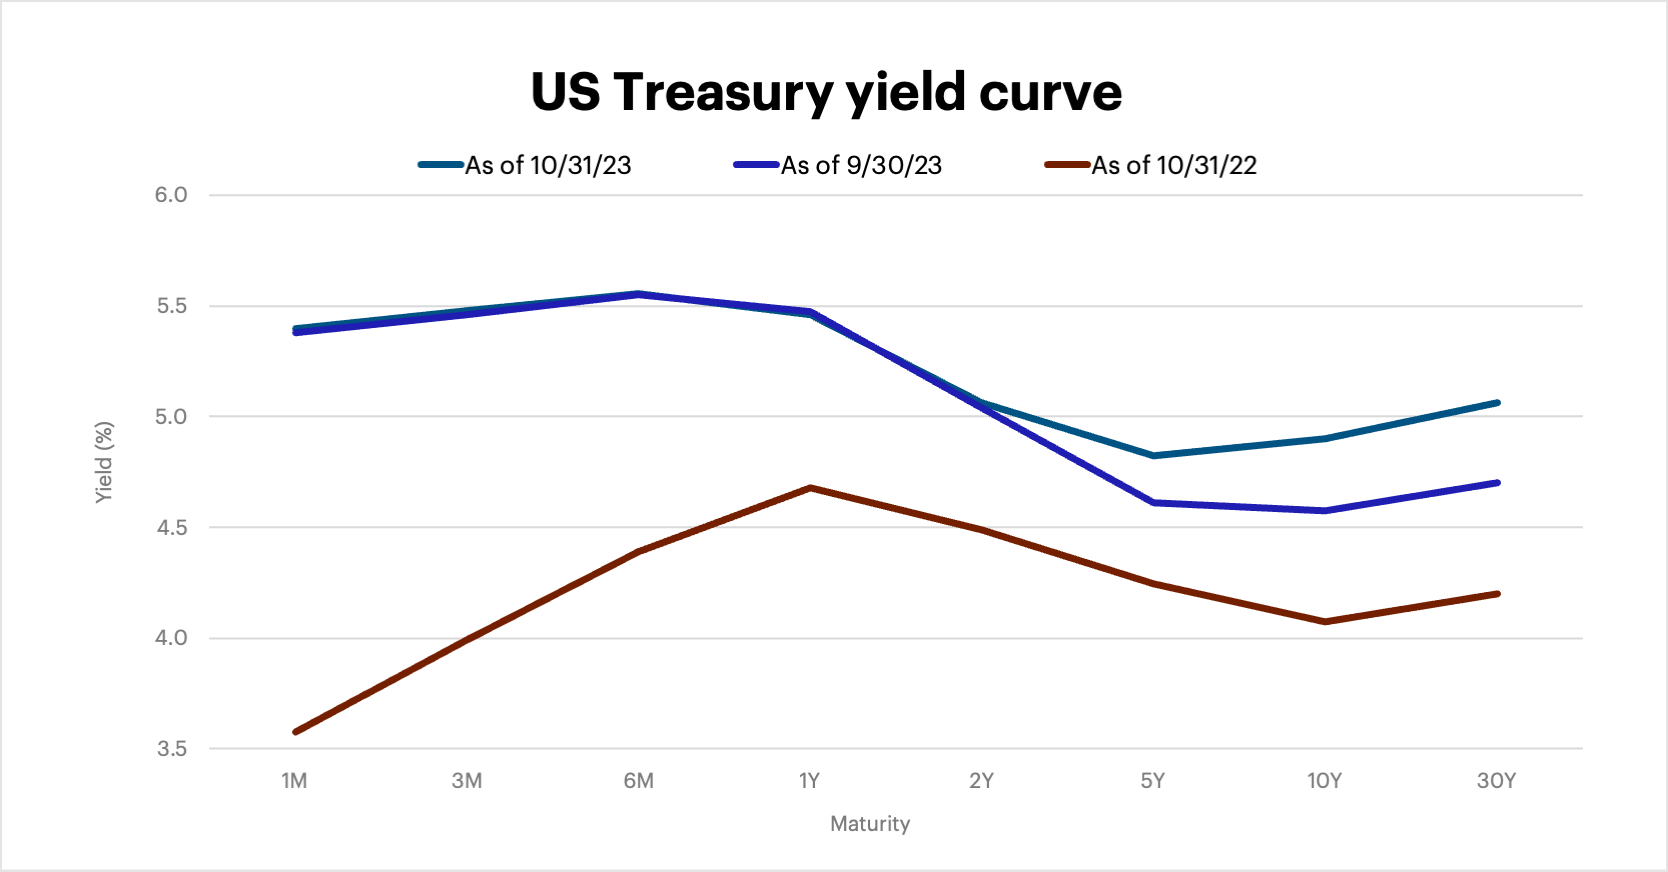 US Treasury yield curve
As of 10/31/23 As of 9/30/23 As of 10/31/22
6.0
5.5
5.0
4.5
4.0
3.5
Yield (%)
1M 3M 6M 1Y 2Y 5Y 10Y 30Y
Maturity